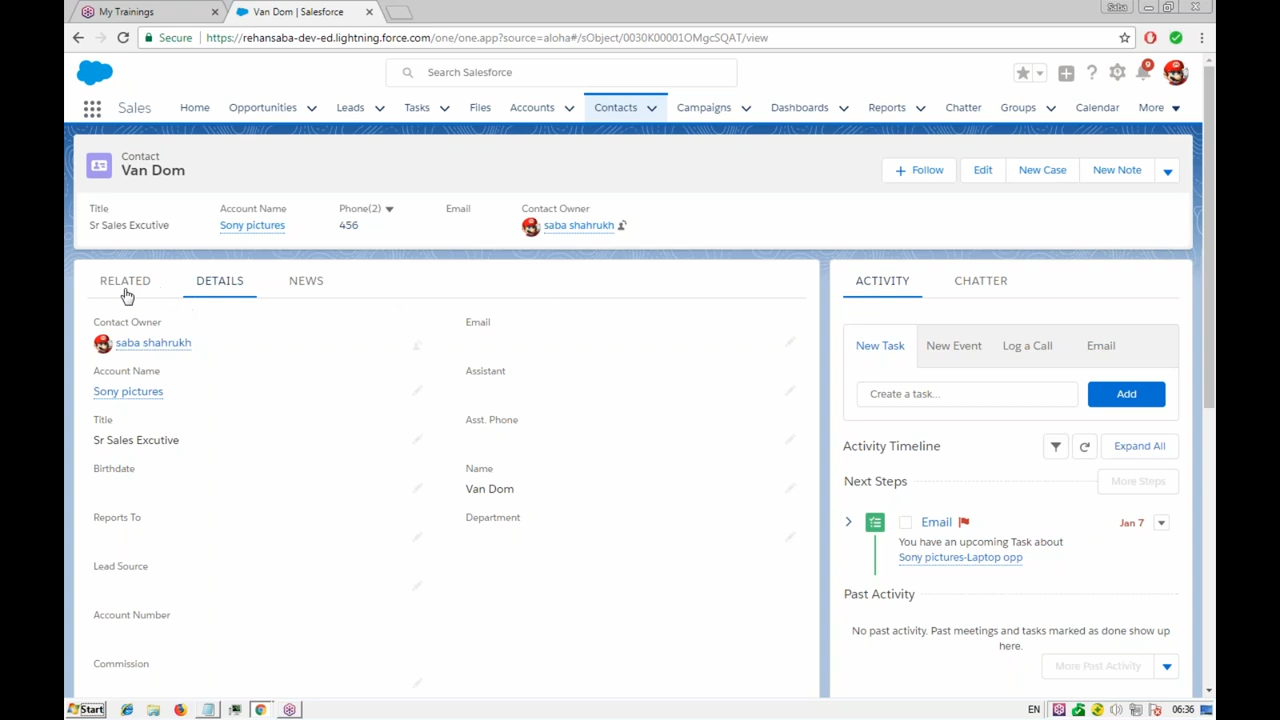 My Trainings
Van Dom | Salesforce
Saba
Secure
https://rehansaba-dev-ed.lightning.force.com/one/one.app?source=aloha#/sObject/0030K00001OMgcSQAT/view
Search Salesforce
9
Sales Home Opportunities Leads Tasks Files Accounts Contacts Campaigns Dashboards Reports Chatter Groups Calendar More
Contact
Van Dom
Follow Edit New Case New Note
Title Account Name Phone(2) Email Contact Owner
Sr Sales Excutive Sony pictures 456 saba shahrukh
RELATED DETAILS NEWS
Contact Owner
saba shahrukh
Account Name
Sony pictures
Title
Sr Sales Excutive
Birthdate
Reports To
Lead Source
Account Number
Commission
Email
Assistant
Asst. Phone
Name
Van Dom
Department
ACTIVITY CHATTER
New Task New Event Log a Call Email
Create a task... Add
Activity Timeline Expand All
Next Steps More Steps
Email Jan 7
You have an upcoming Task about
Sony pictures-Laptop opp
Past Activity
No past activity. Past meetings and tasks marked as done show up
here.
More Past Activity
Start EN 06:36